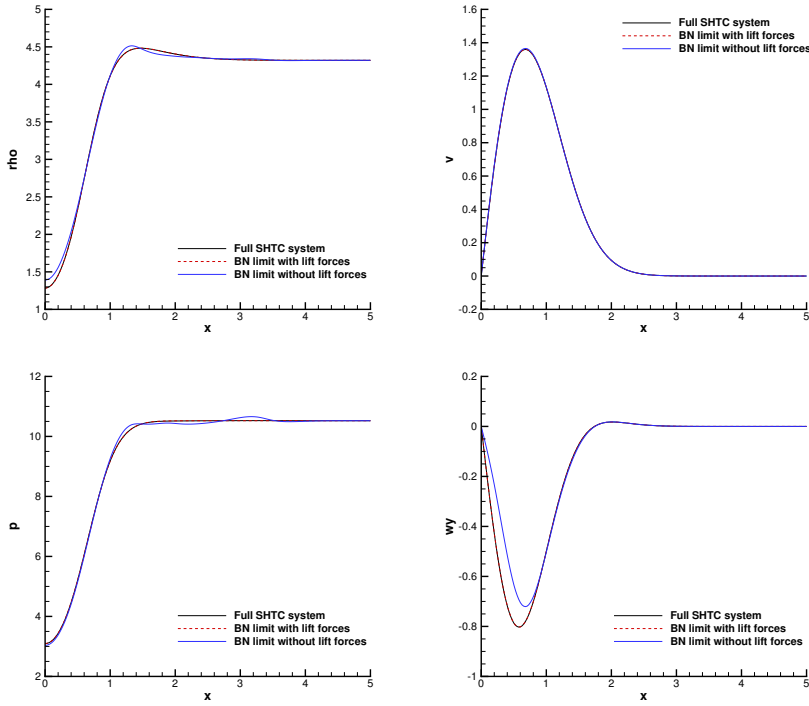 rho
5
4.5
4
3.5
3
2.5
2
1.5
1
0
1
2
3
4
5
x
Full SHTC system
BN limit with lift forces
BN limit without lift forces
v
1.6
1.4
1.2
1
0.8
0.6
0.4
0.2
0
-0.2
0
1
2
3
4
5
x
Full SHTC system
BN limit with lift forces
BN limit without lift forces
p
12
10
8
6
4
2
0
1
2
3
4
5
x
Full SHTC system
BN limit with lift forces
BN limit without lift forces
wy
0.2
0
-0.2
-0.4
-0.6
-0.8
-1
0
1
2
3
4
5
x
Full SHTC system
BN limit with lift forces
BN limit without lift forces